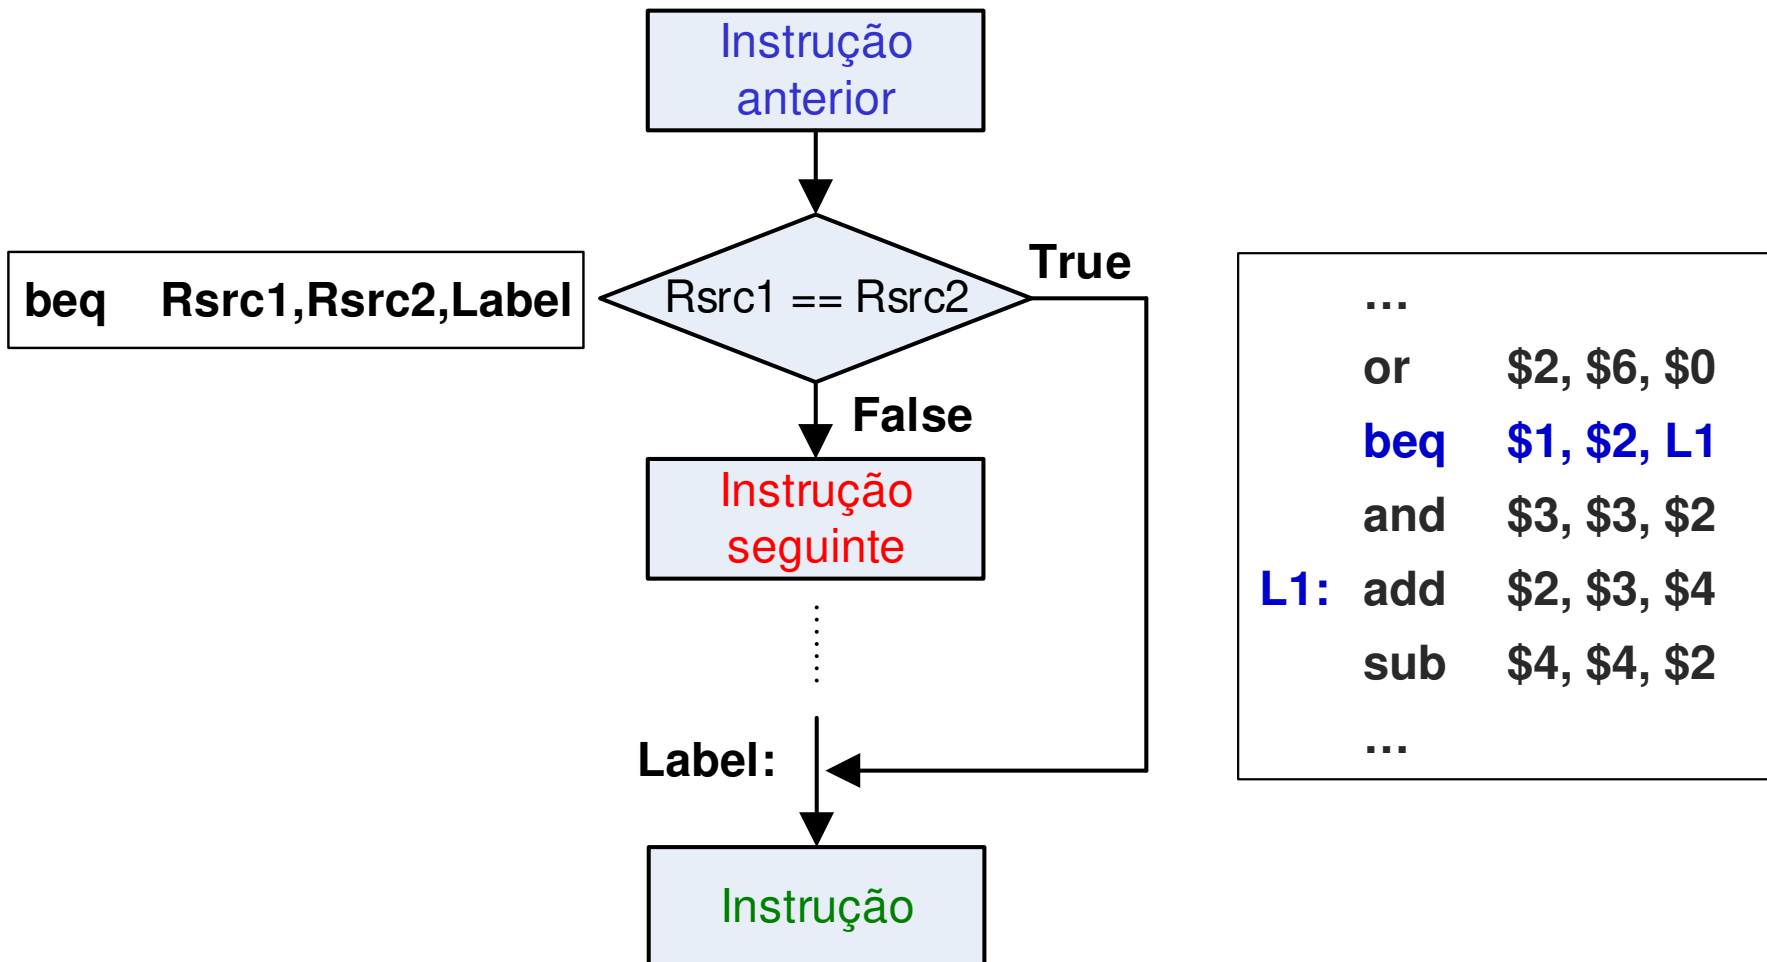 Instrução
anterior
beq Rsrc1,Rsrc2,Label
Rsrc1 == Rsrc2
True
False
Instrução
seguinte
Label:
Instrução
...
or $2, $6, $0
beq $1, $2, L1
and $3, $3, $2
L1: add $2, $3, $4
sub $4, $4, $2
...